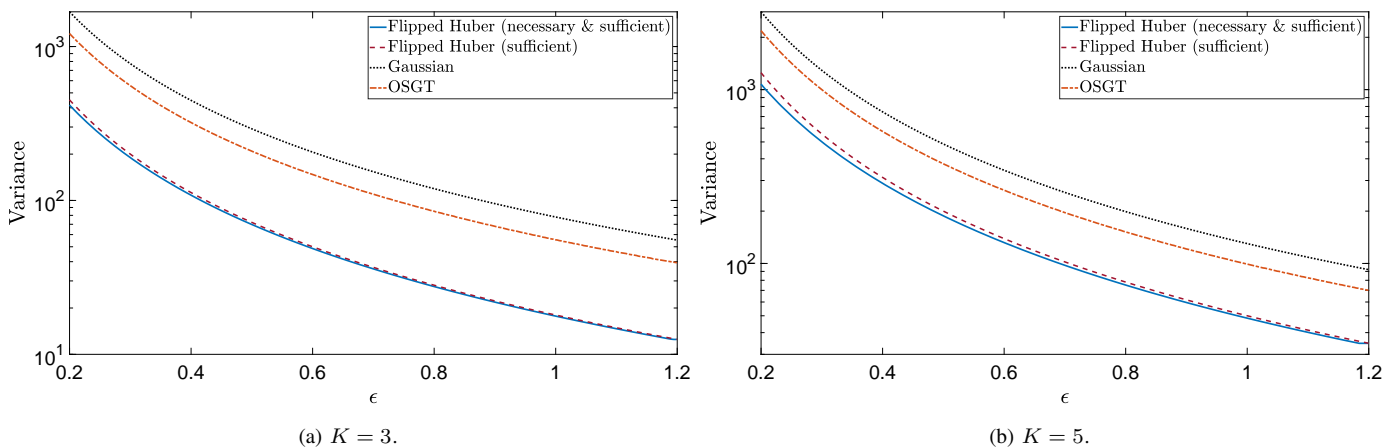 Flipped Huber (necessary & sufficient)
Flipped Huber (sufficient)
Gaussian
OSGT
10³
10²
10¹
Variance
0.2 0.4 0.6 0.8 1 1.2
ϵ
(a) K = 3.
Flipped Huber (necessary & sufficient)
Flipped Huber (sufficient)
Gaussian
OSGT
10³
10²
Variance
0.2 0.4 0.6 0.8 1 1.2
ϵ
(b) K = 5.